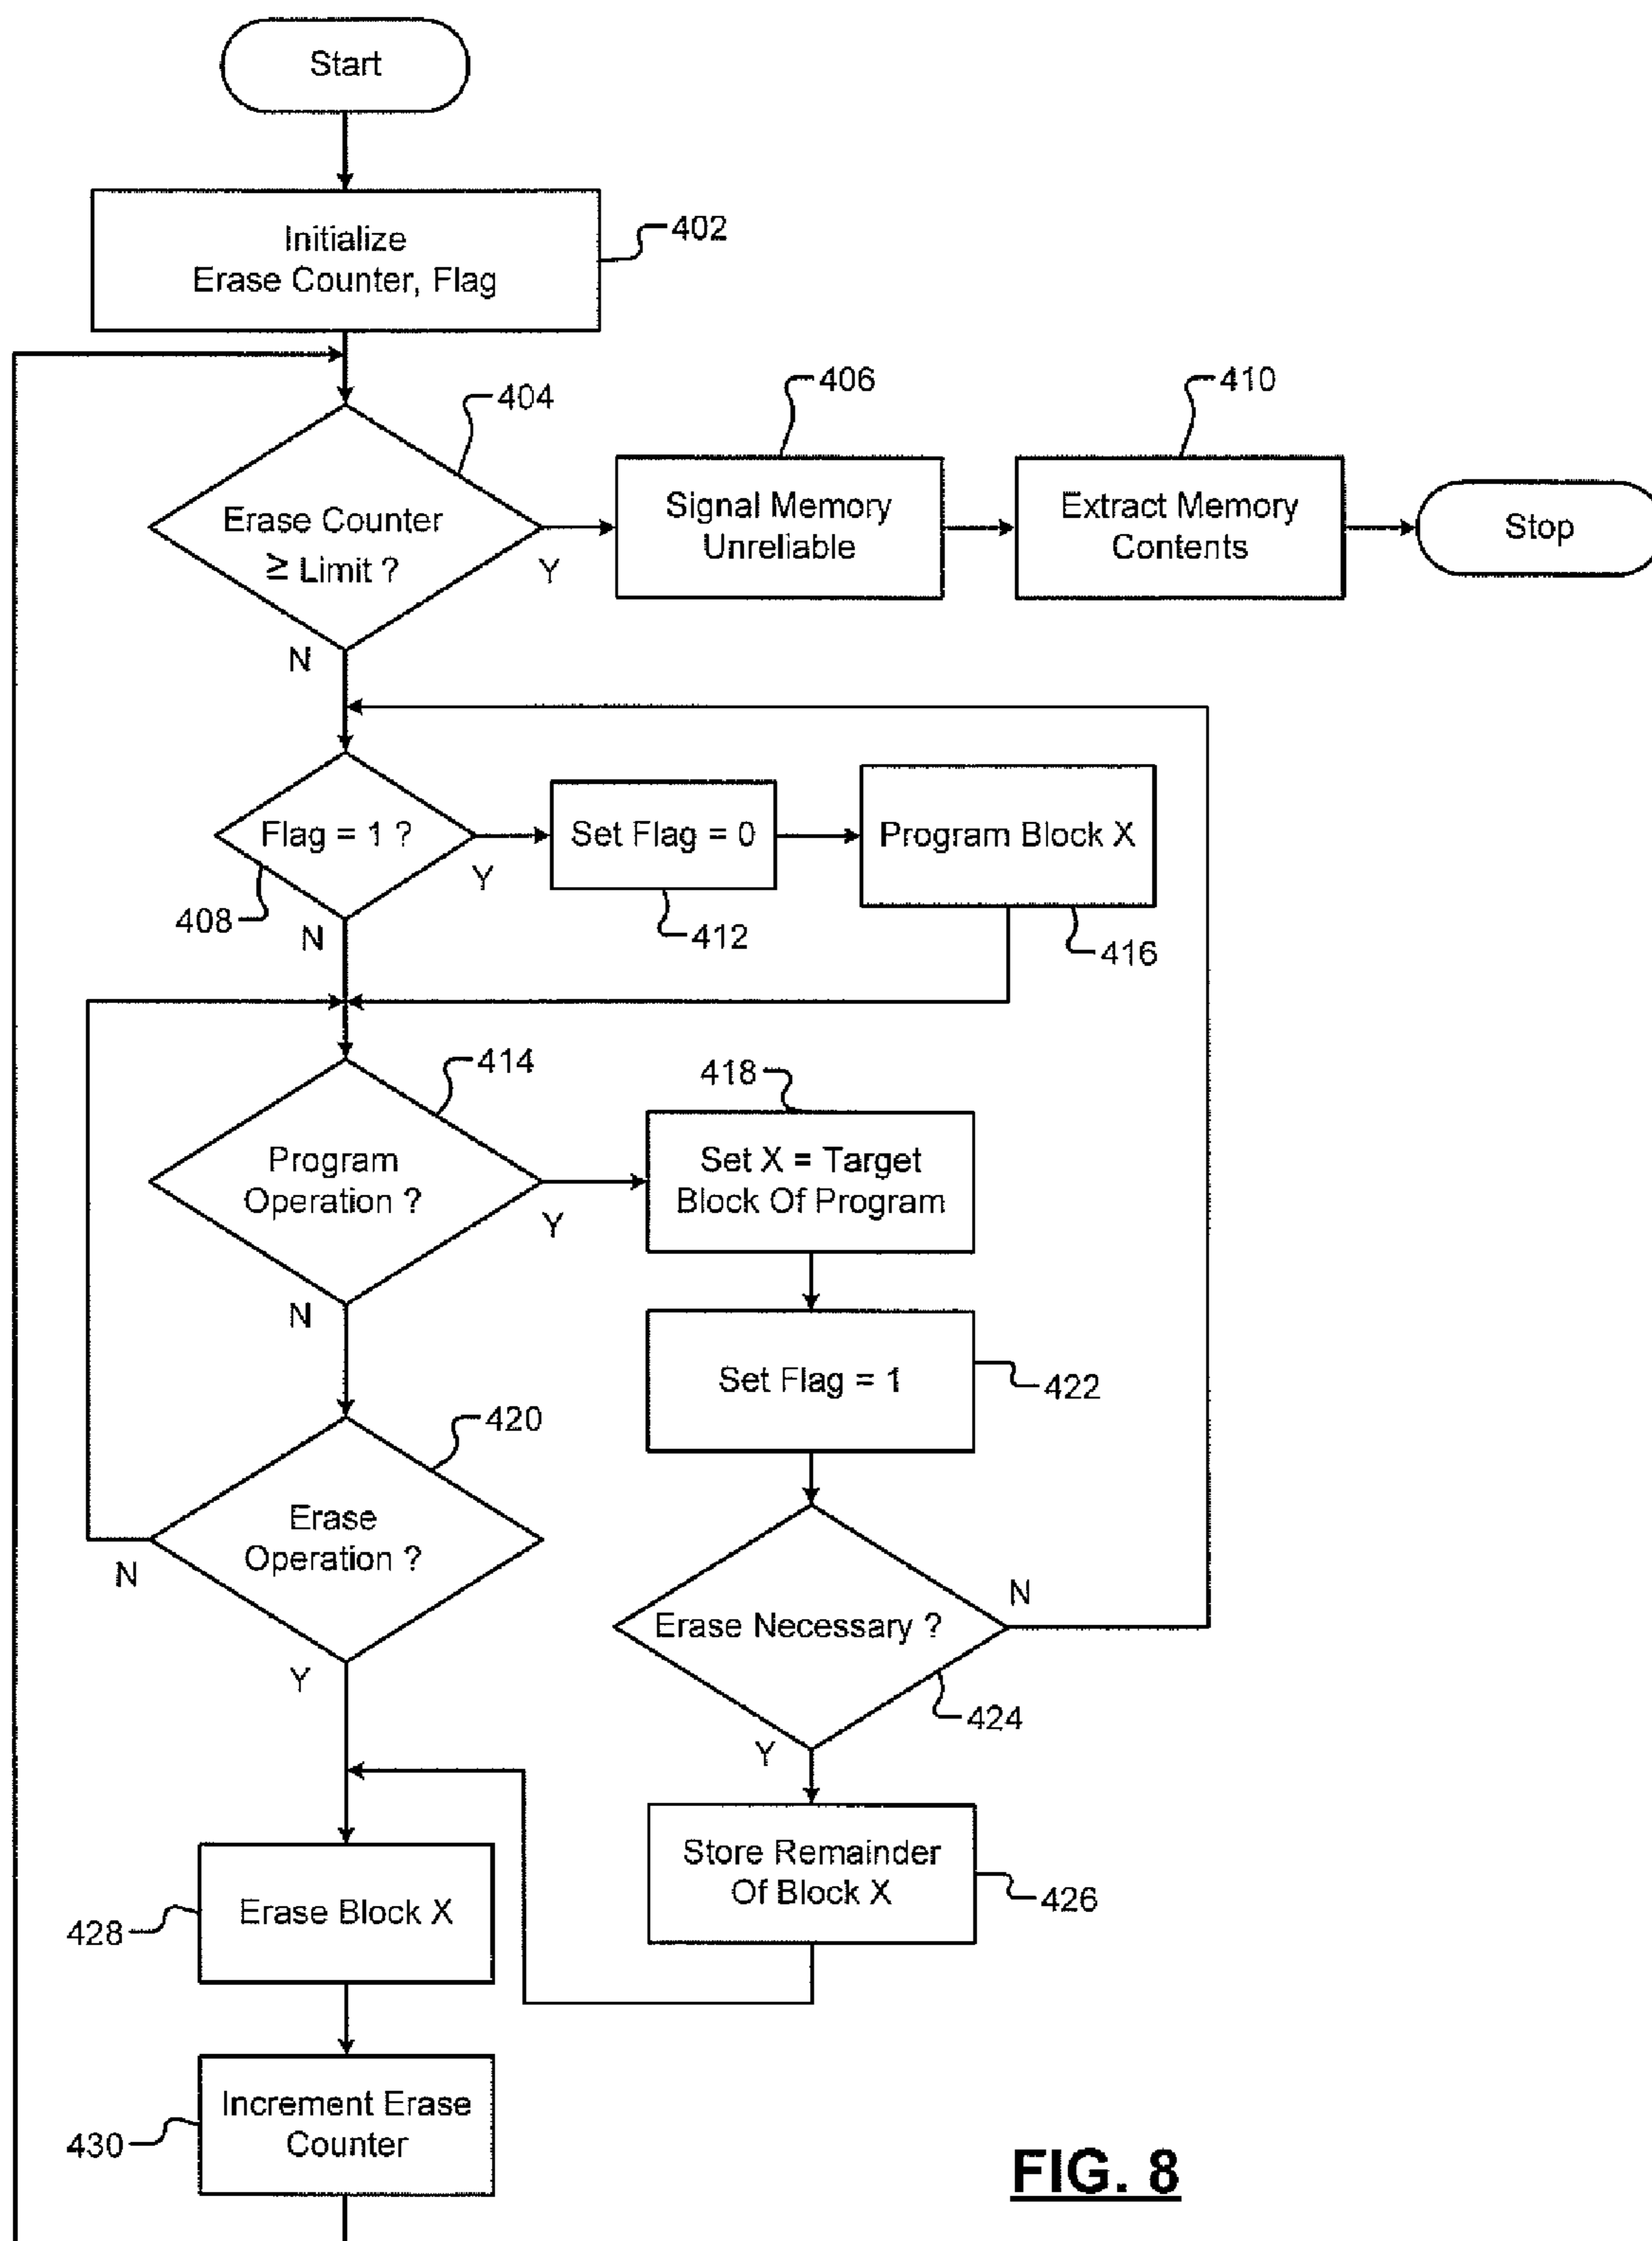 Start
Initialize
Erase Counter, Flag
402
404
Erase Counter
≥ Limit ?
Y
N
406
Signal Memory
Unreliable
410
Extract Memory
Contents
Stop
Flag = 1 ?
408
Y
N
Set Flag = 0
412
Program Block X
416
414
Program
Operation ?
Y
N
418
Set X = Target
Block Of Program
Set Flag = 1
422
420
Erase
Operation ?
N
Y
Erase Necessary ?
N
424
Y
Store Remainder
Of Block X
426
Erase Block X
428
Increment Erase
Counter
430
FIG. 8